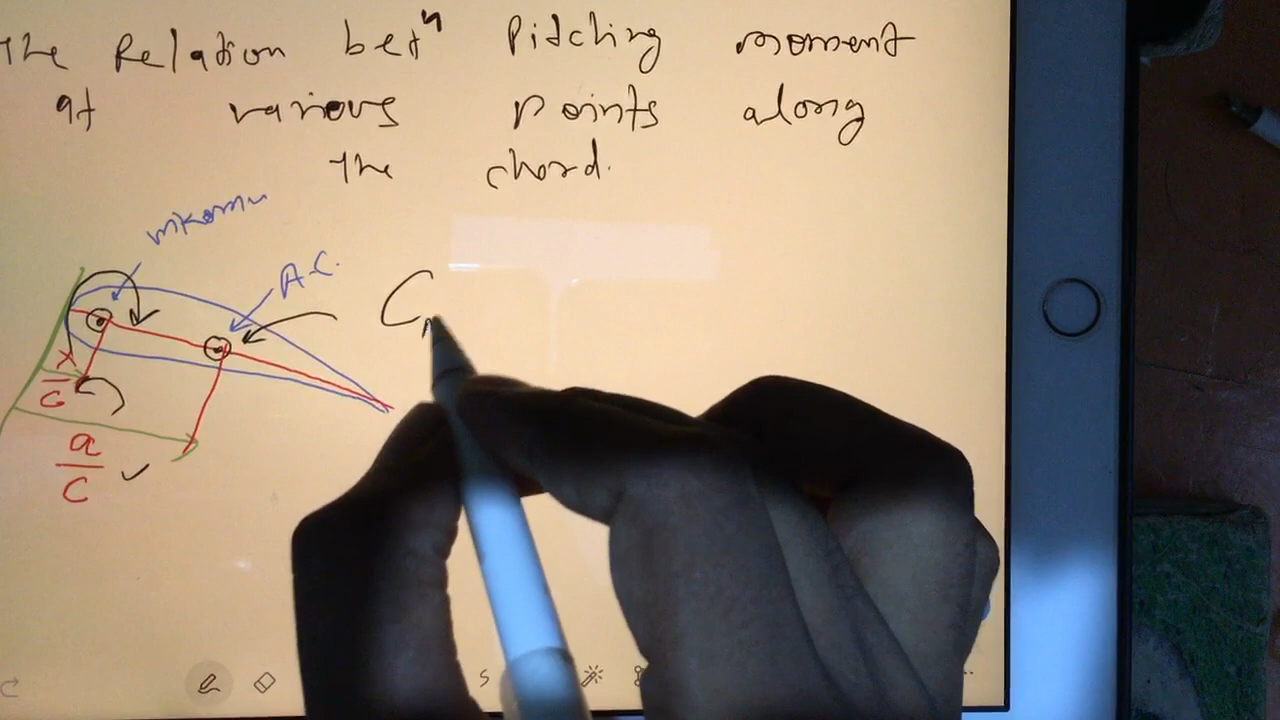 The Relation betⁿ Pitching moment
at various points along
the chord.
A.C.
x
c
a
c
C